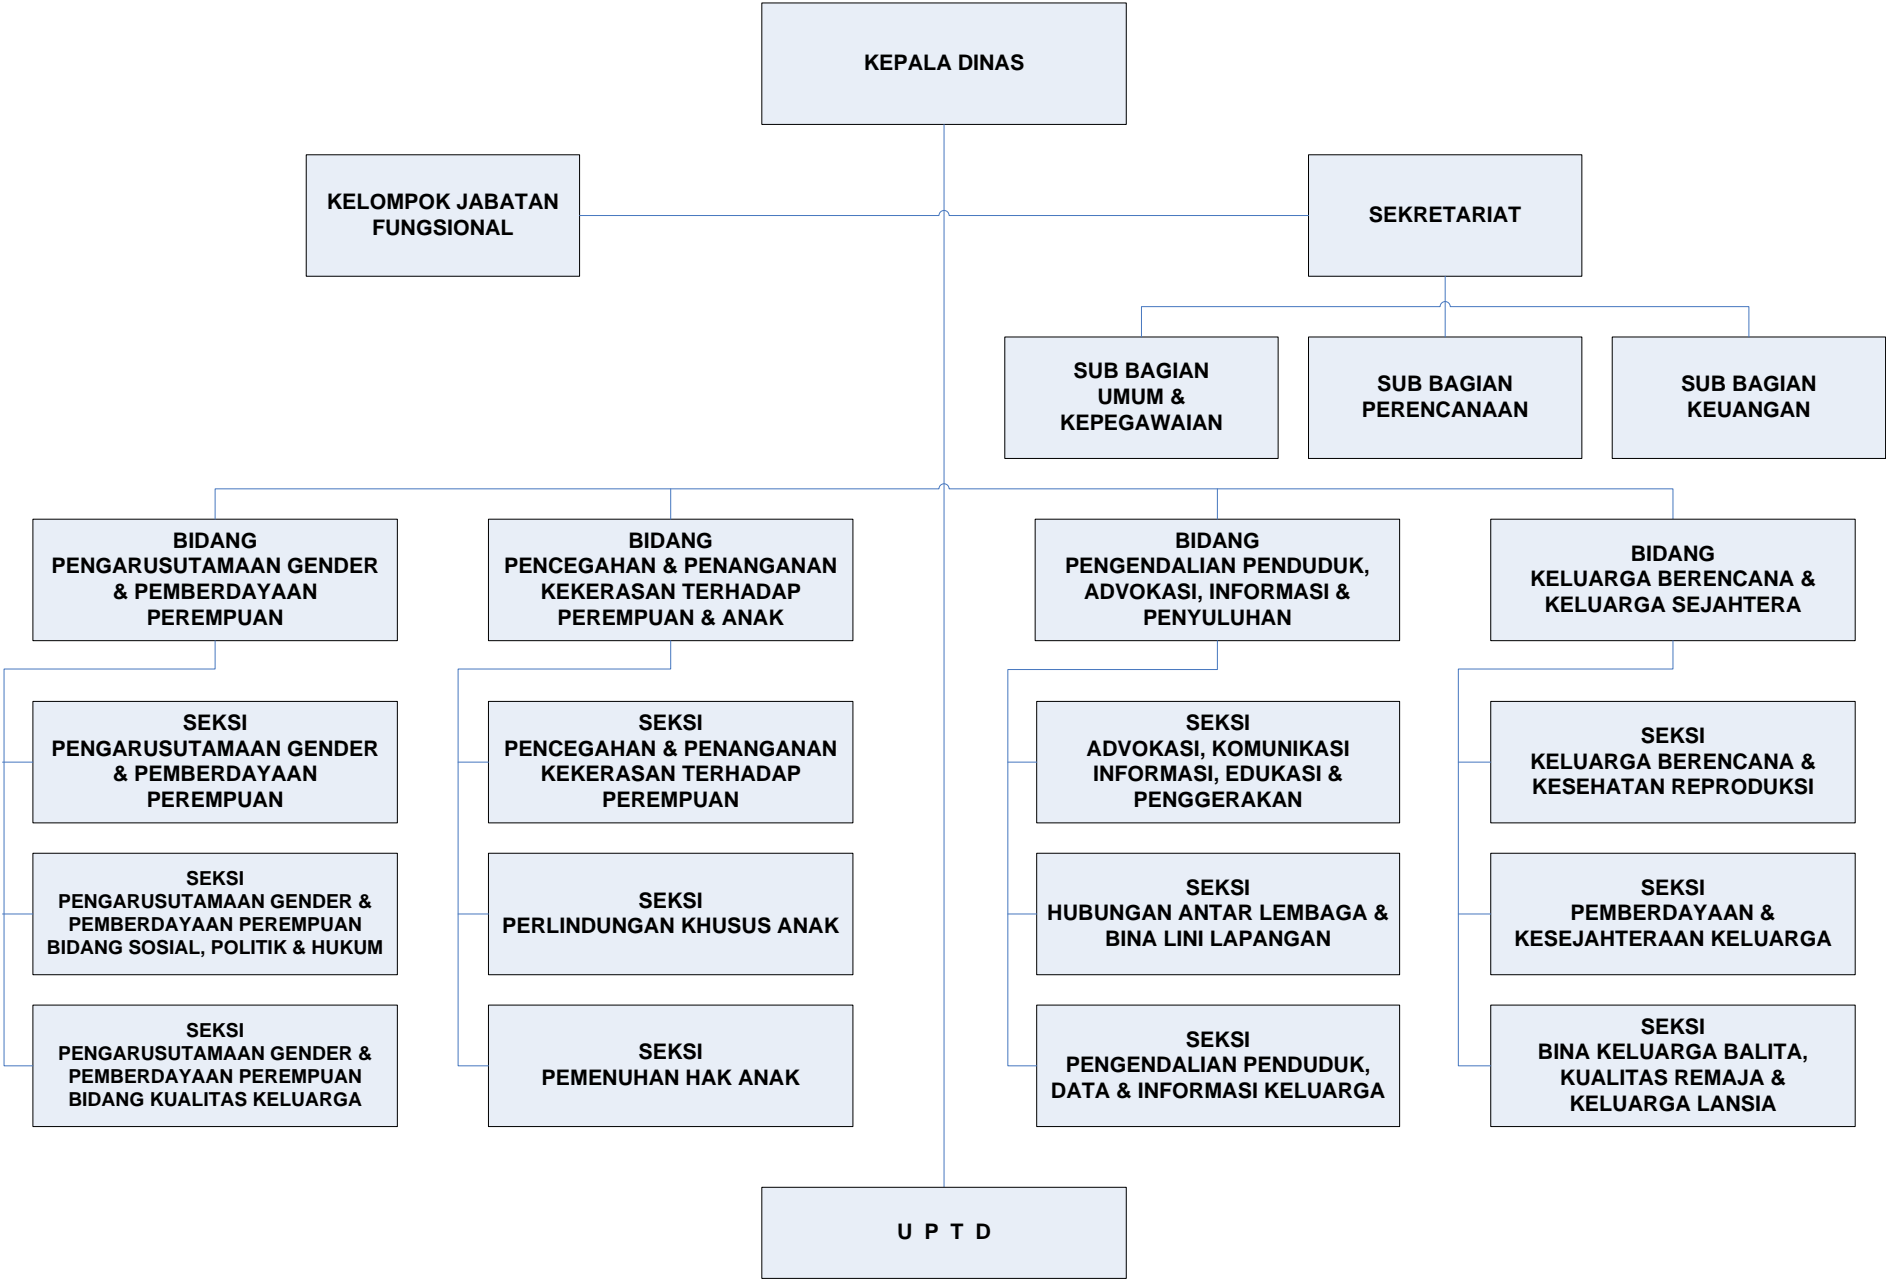 KEPALA DINAS
KELOMPOK JABATAN
FUNGSIONAL
SEKRETARIAT
SUB BAGIAN
UMUM &
KEPEGAWAIAN
SUB BAGIAN
PERENCANAAN
SUB BAGIAN
KEUANGAN
BIDANG
PENGARUSUTAMAAN GENDER
& PEMBERDAYAAN
PEREMPUAN
BIDANG
PENCEGAHAN & PENANGANAN
KEKERASAN TERHADAP
PEREMPUAN & ANAK
BIDANG
PENGENDALIAN PENDUDUK,
ADVOKASI, INFORMASI &
PENYULUHAN
BIDANG
KELUARGA BERENCANA &
KELUARGA SEJAHTERA
SEKSI
PENGARUSUTAMAAN GENDER
& PEMBERDAYAAN
PEREMPUAN
SEKSI
PENCEGAHAN & PENANGANAN
KEKERASAN TERHADAP
PEREMPUAN
SEKSI
ADVOKASI, KOMUNIKASI
INFORMASI, EDUKASI &
PENGGERAKAN
SEKSI
KELUARGA BERENCANA &
KESEHATAN REPRODUKSI
SEKSI
PENGARUSUTAMAAN GENDER &
PEMBERDAYAAN PEREMPUAN
BIDANG SOSIAL, POLITIK & HUKUM
SEKSI
PERLINDUNGAN KHUSUS ANAK
SEKSI
HUBUNGAN ANTAR LEMBAGA &
BINA LINI LAPANGAN
SEKSI
PEMBERDAYAAN &
KESEJAHTERAAN KELUARGA
SEKSI
PENGARUSUTAMAAN GENDER &
PEMBERDAYAAN PEREMPUAN
BIDANG KUALITAS KELUARGA
SEKSI
PEMENUHAN HAK ANAK
SEKSI
PENGENDALIAN PENDUDUK,
DATA & INFORMASI KELUARGA
SEKSI
BINA KELUARGA BALITA,
KUALITAS REMAJA &
KELUARGA LANSIA
U P T D